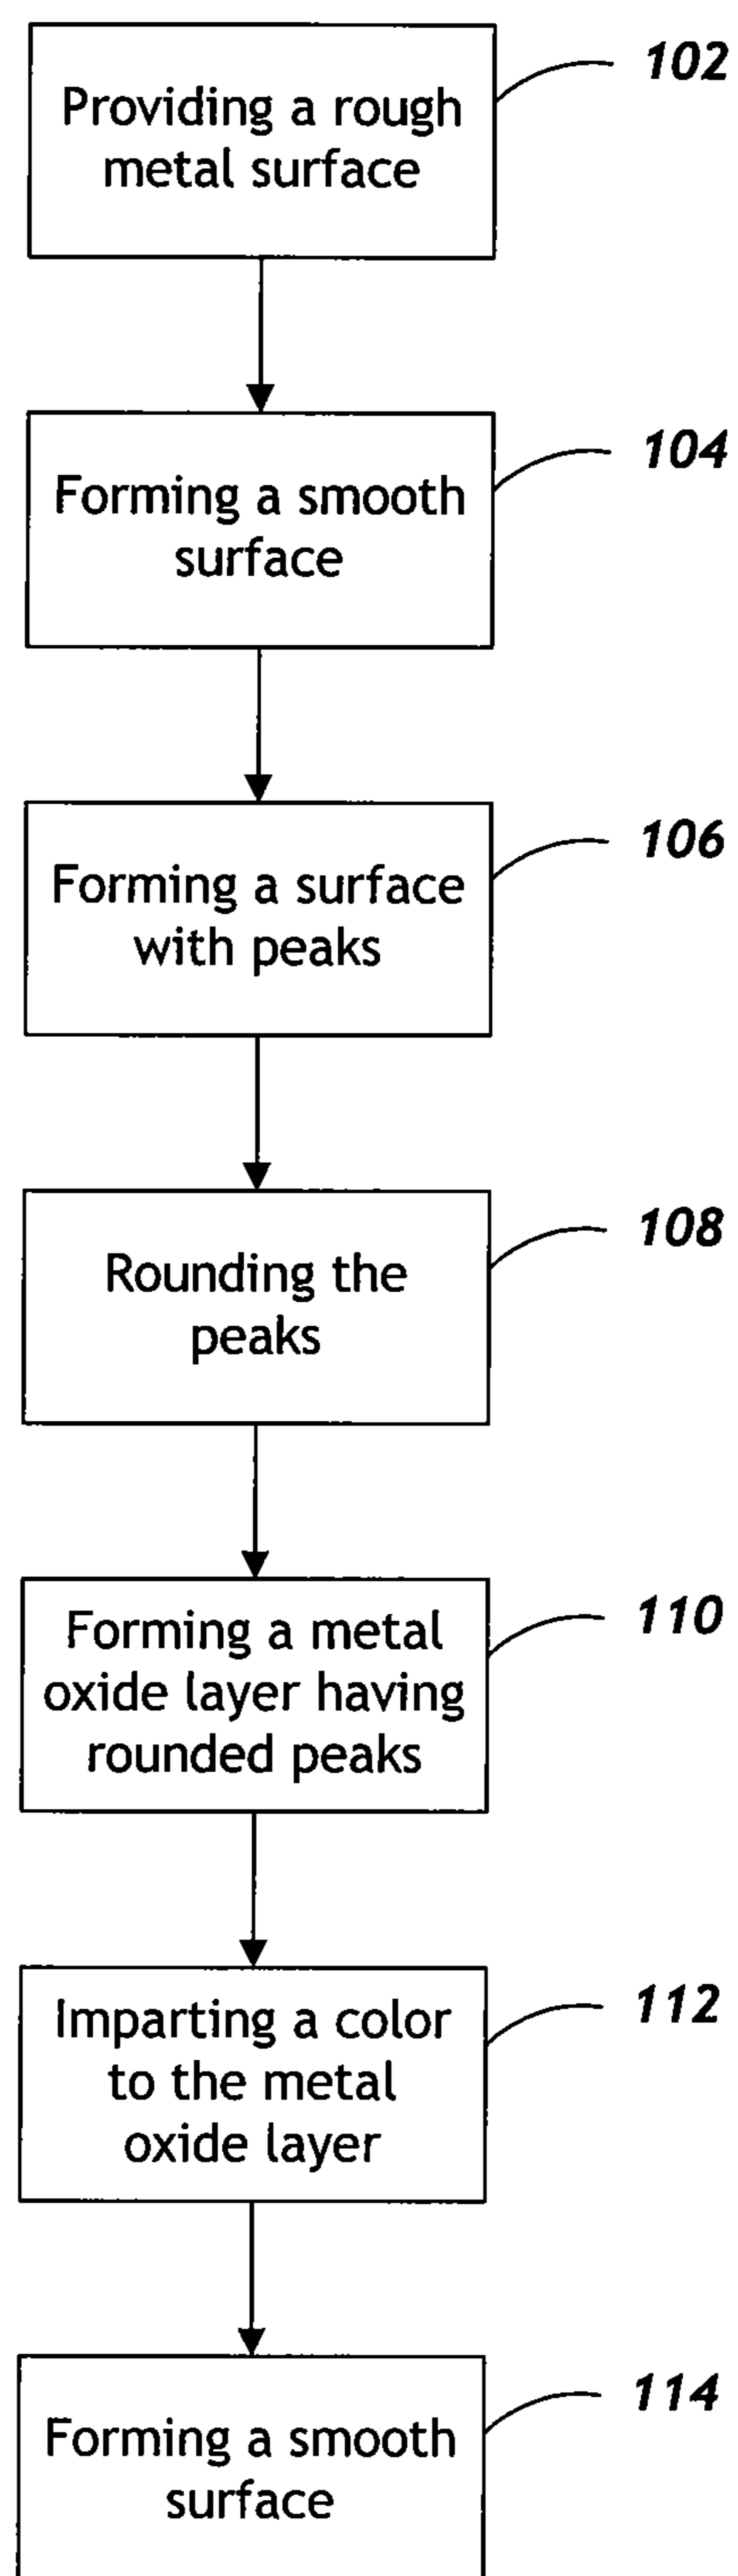 102
Providing a rough
metal surface
104
Forming a smooth
surface
106
Forming a surface
with peaks
108
Rounding the
peaks
110
Forming a metal
oxide layer having
rounded peaks
112
Imparting a color
to the metal
oxide layer
114
Forming a smooth
surface